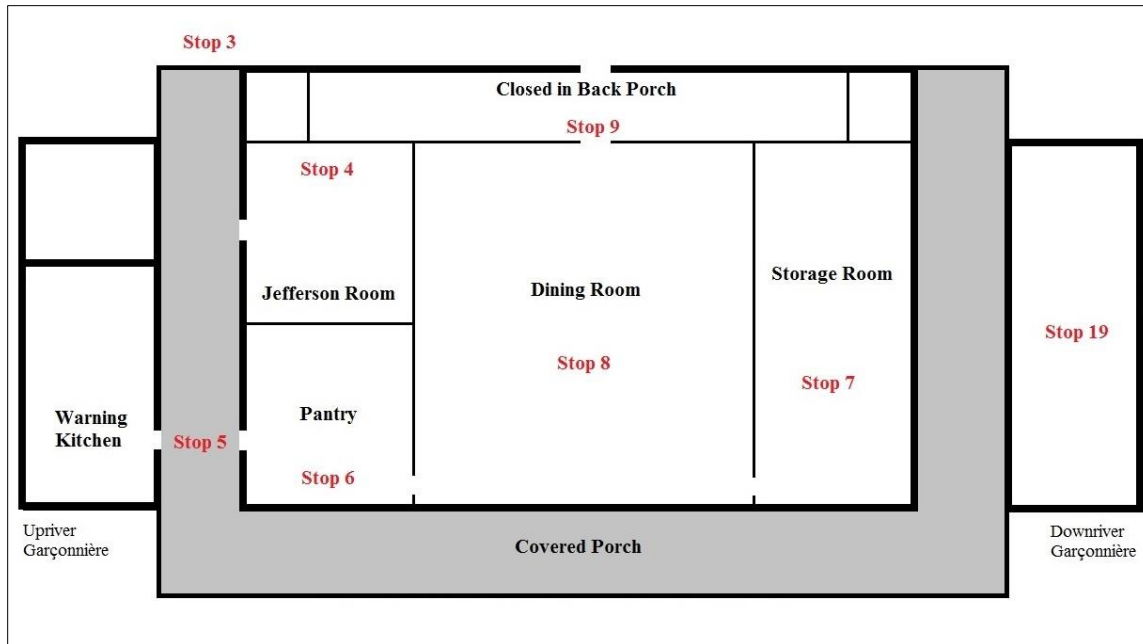 Stop 3
Closed in Back Porch
Stop 9
Stop 4
Jefferson Room
Dining Room
Storage Room
Stop 8
Stop 7
Stop 19
Warning
Kitchen
Stop 5
Pantry
Stop 6
Upriver
Garçonnière
Covered Porch
Downriver
Garçonnière